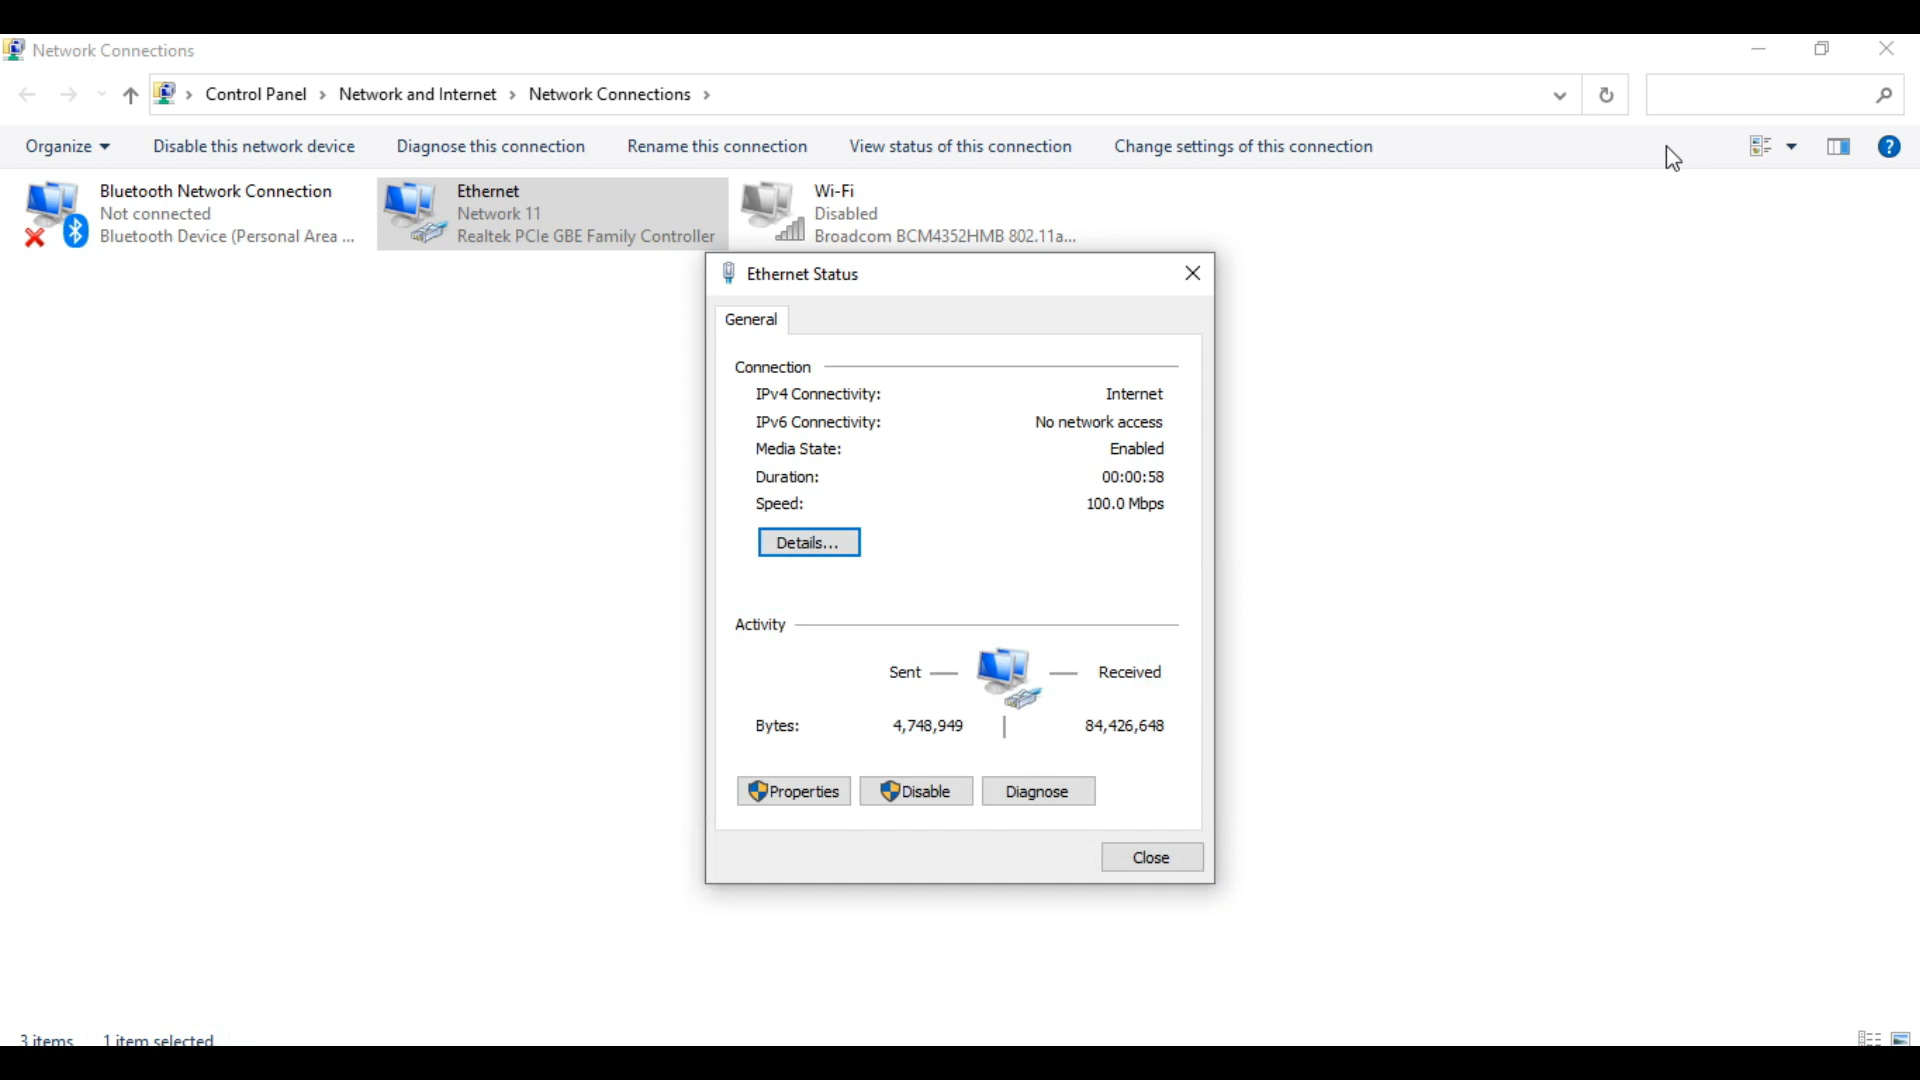 Network Connections
Control Panel > Network and Internet > Network Connections >
Organize Disable this network device Diagnose this connection Rename this connection View status of this connection Change settings of this connection ?
Bluetooth Network Connection
Not connected
Bluetooth Device (Personal Area ...
Ethernet
Network 11
Realtek PCIe GBE Family Controller
Wi-Fi
Disabled
Broadcom BCM4352HMB 802.11a...
Ethernet Status
General
Connection
IPv4 Connectivity: Internet
IPv6 Connectivity: No network access
Media State: Enabled
Duration: 00:00:58
Speed: 100.0 Mbps
Details...
Activity
Sent Received
Bytes: 4,748,949 84,426,648
Properties Disable Diagnose
Close
3 items 1 item selected